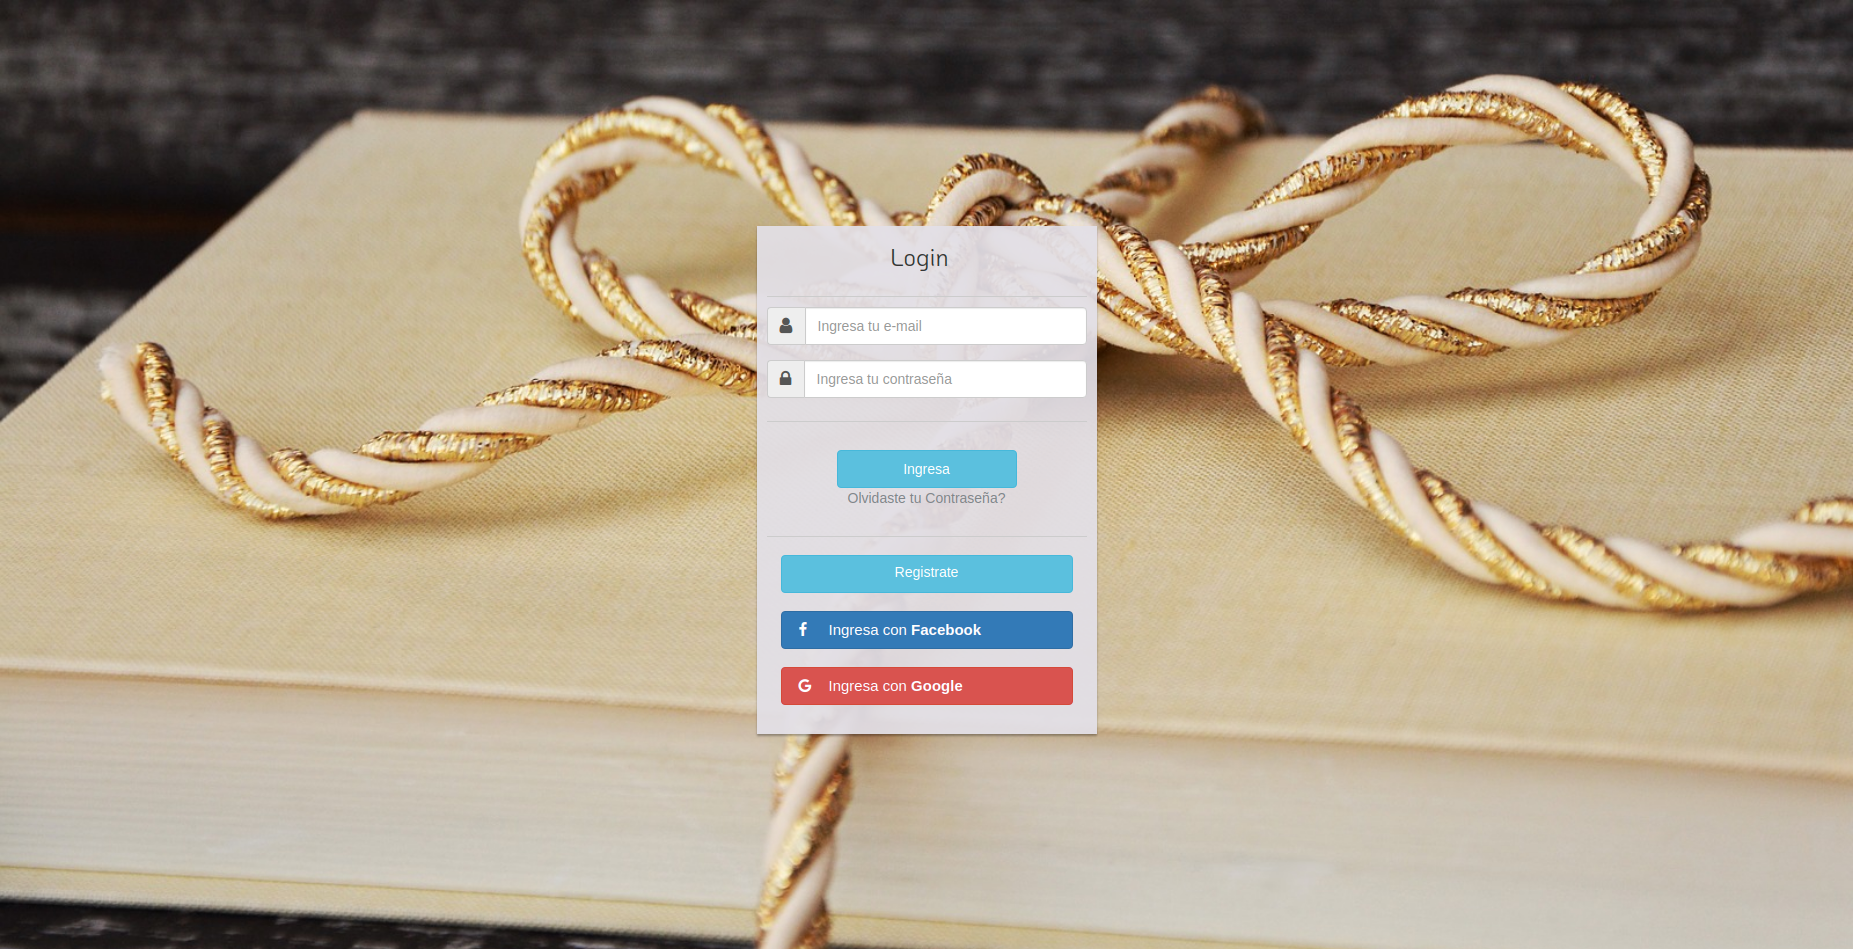 Login
Ingresa tu e-mail
Ingresa tu contraseña
Ingresa
Olvidaste tu Contraseña?
Registrate
Ingresa con Facebook
Ingresa con Google